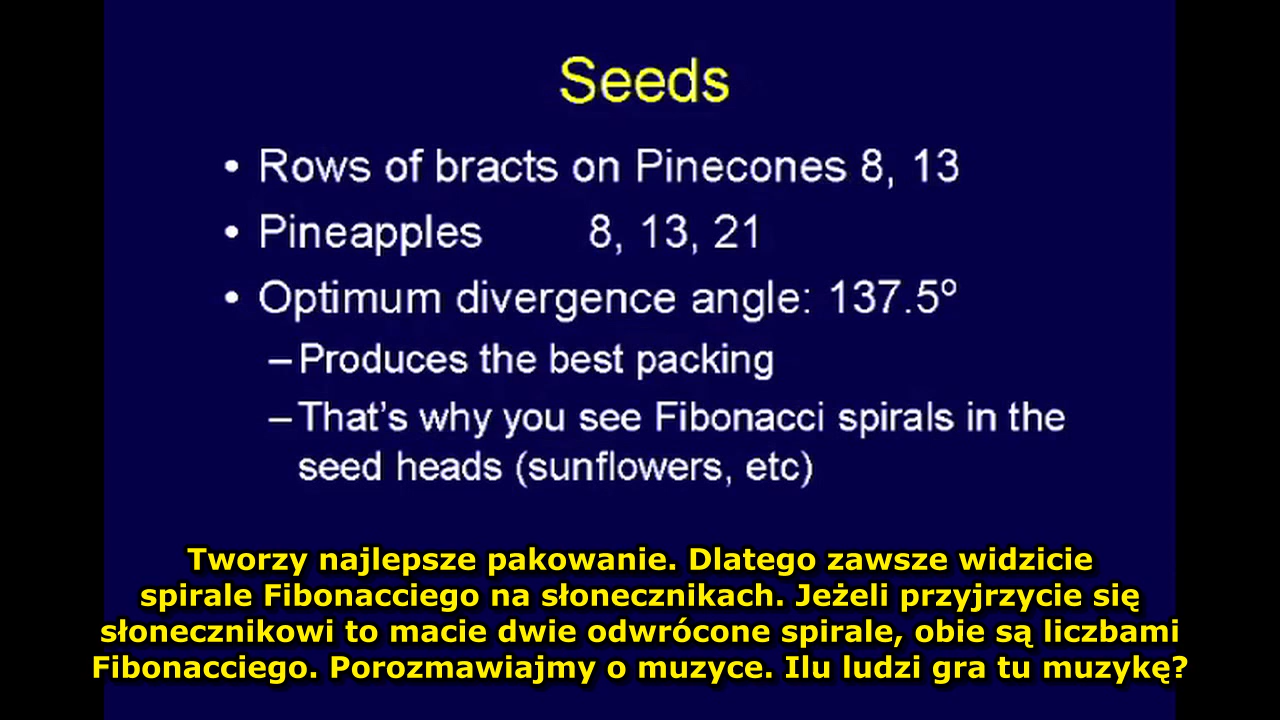 Seeds
• Rows of bracts on Pinecones 8, 13
• Pineapples 8, 13, 21
• Optimum divergence angle: 137.5º
– Produces the best packing
– That's why you see Fibonacci spirals in the
seed heads (sunflowers, etc)
Tworzy najlepsze pakowanie. Dlatego zawsze widzicie
spirale Fibonacciego na słonecznikach. Jeżeli przyjrzycie się
słonecznikowi to macie dwie odwrócone spirale, obie są liczbami
Fibonacciego. Porozmawiajmy o muzyce. Ilu ludzi gra tu muzykę?